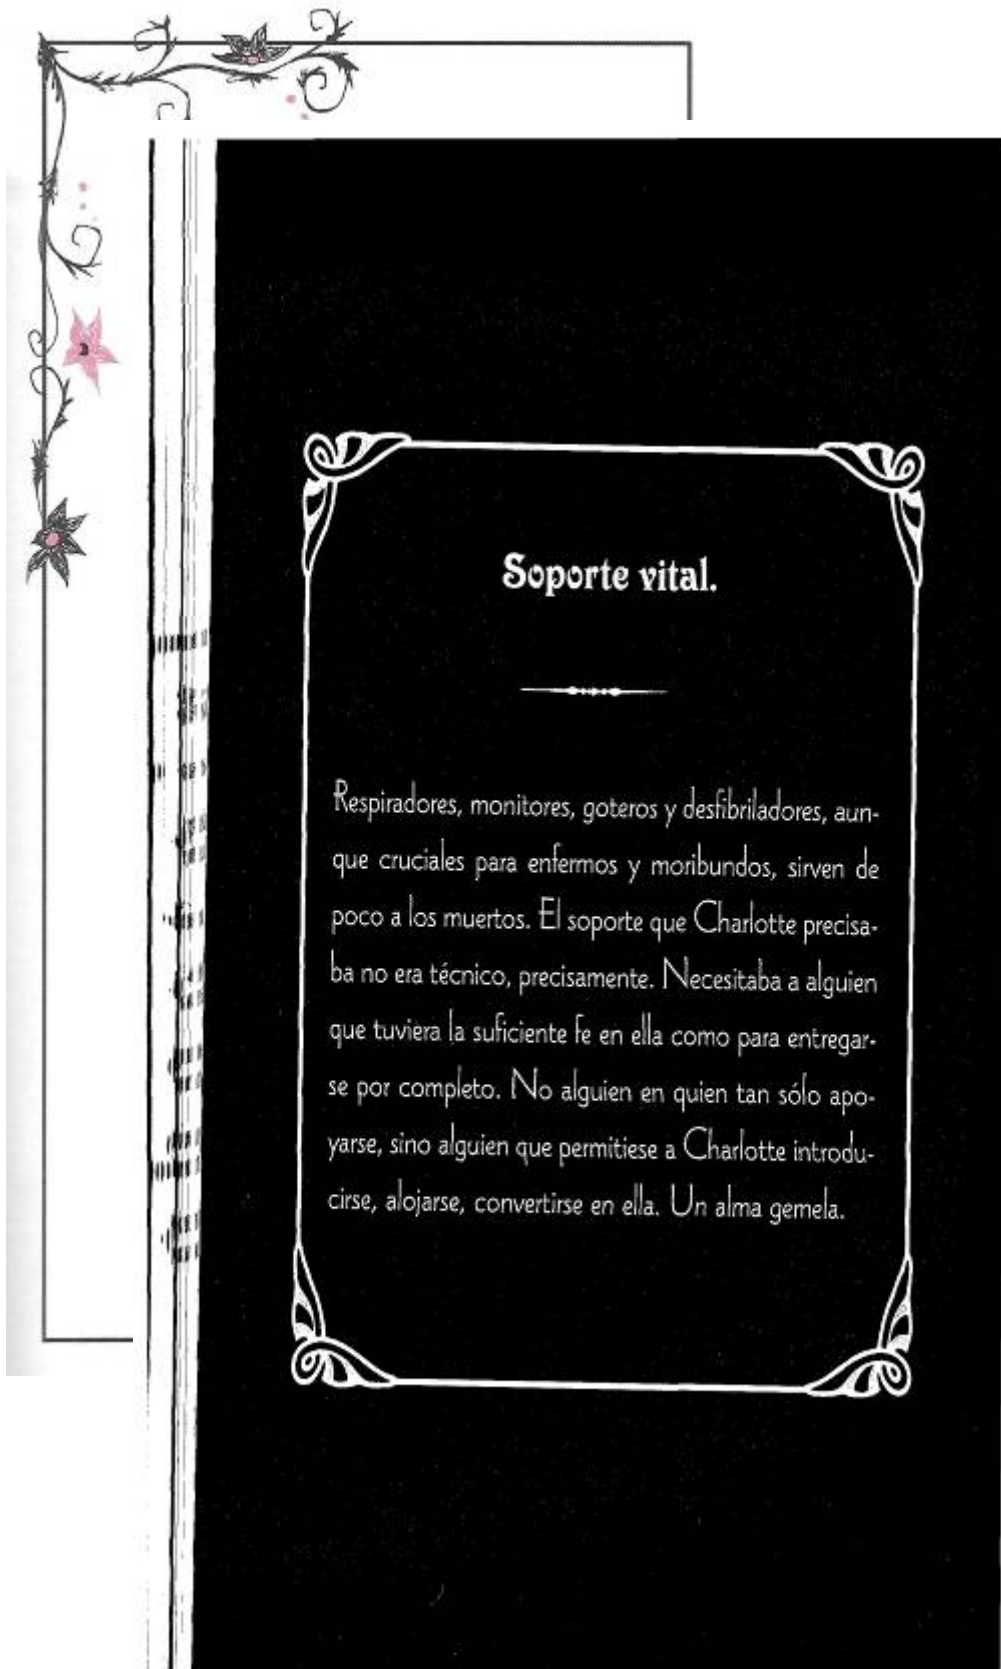 Soporte vital.
Respiradores, monitores, goteros y desfibriladores, aun-
que cruciales para enfermos y moribundos, sirven de
poco a los muertos. El soporte que Charlotte precisa-
ba no era técnico, precisamente. Necesitaba a alguien
que tuviera la suficiente fe en ella como para entregar-
se por completo. No alguien en quien tan sólo apo-
yarse, sino alguien que permitiese a Charlotte introdu-
cirse, alojarse, convertirse en ella. Un alma gemela.